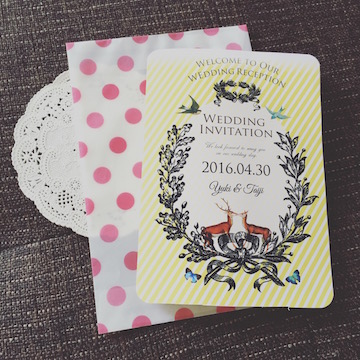 WELCOME TO OUR
WEDDING RECEPTION
WEDDING
INVITATION
We look forward to seeing you
on our wedding day
2016.04.30
Yuki & Taiji